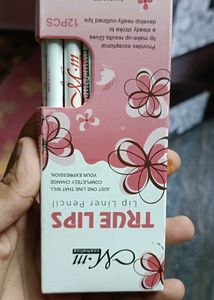 M.m
cosmetics
TRUE LIPS
Lip Liner Pencil
JUST ONE LINE THAT WILL
COMPLETELY CHANGE
YOUR EXPRESSION.
Provides exceptional
lip make-up results.Gives
a steady stroke to
develop neatly-outlined lips
12PCS